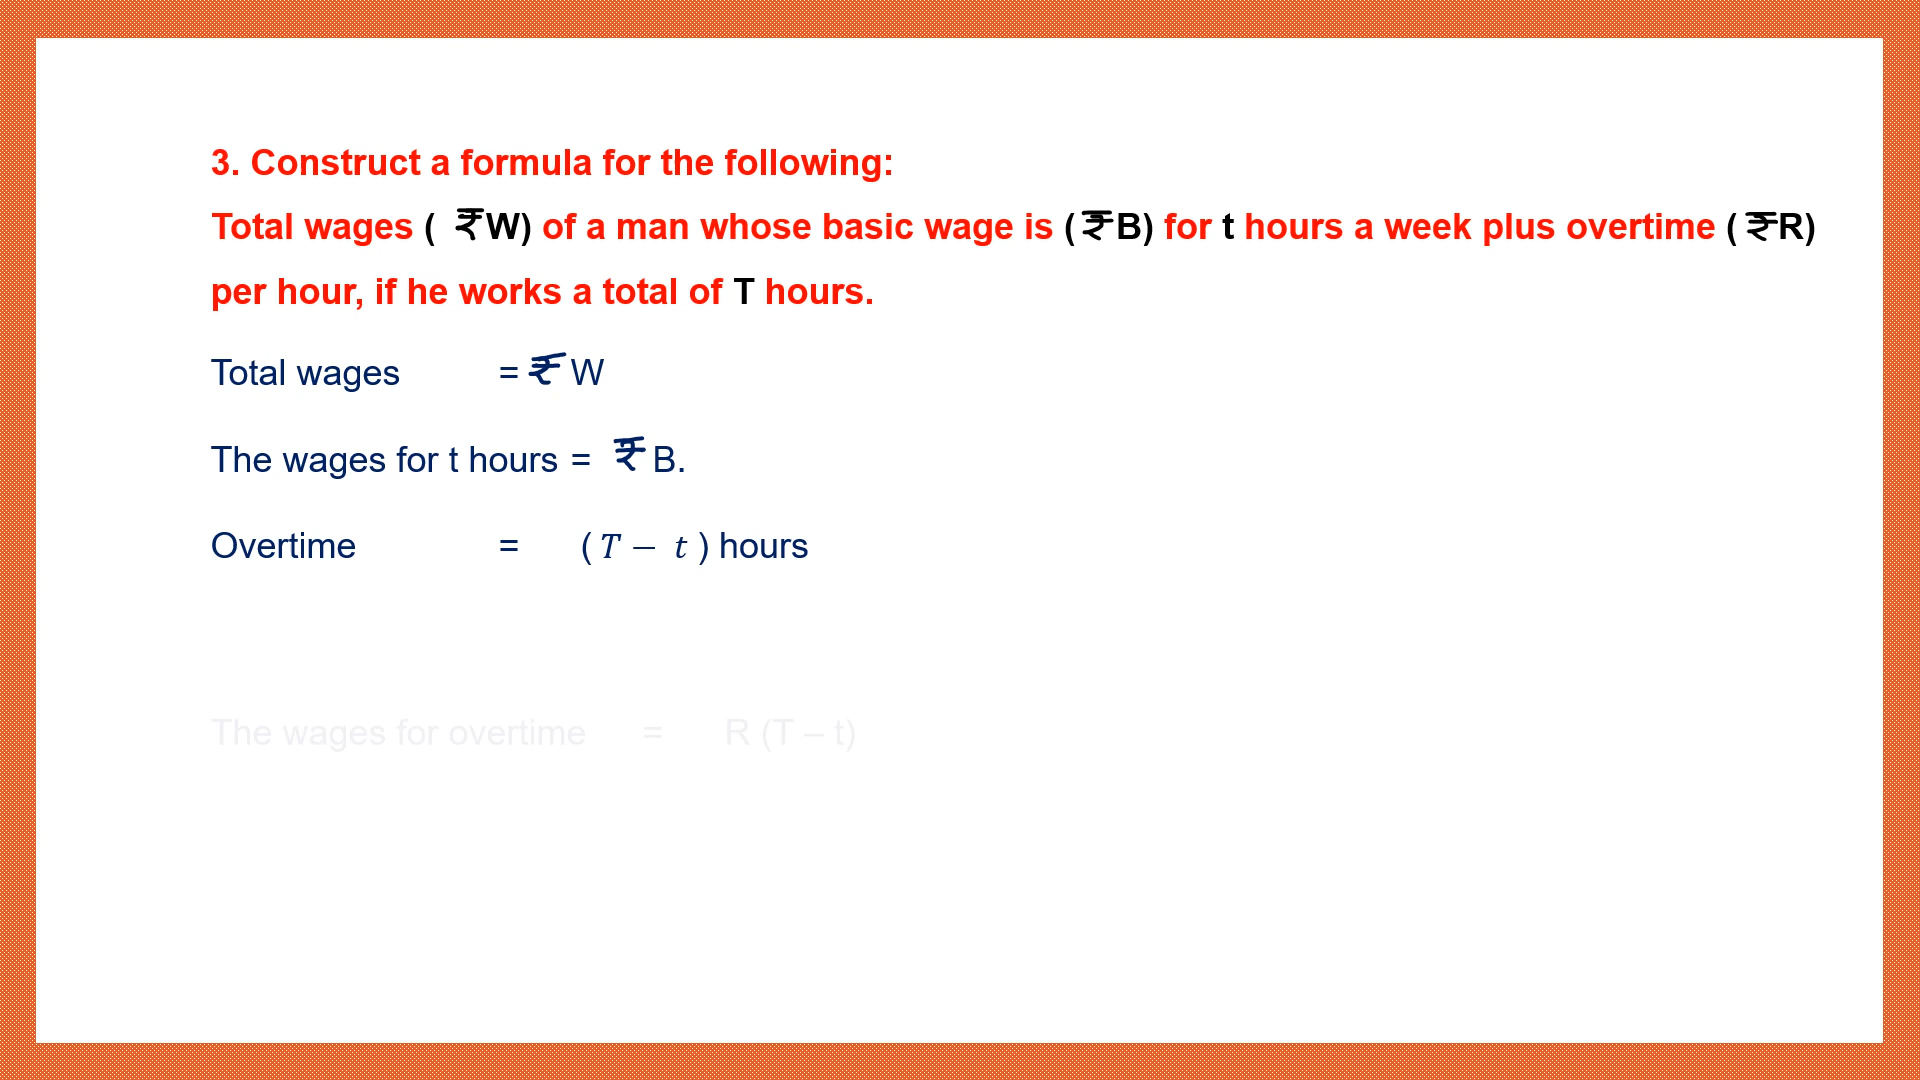 3. Construct a formula for the following:
Total wages ( ₹W) of a man whose basic wage is (₹B) for t hours a week plus overtime (₹R)
per hour, if he works a total of T hours.
Total wages = ₹ W
The wages for t hours = ₹ B.
Overtime = ( T − t ) hours
The wages for overtime = R (T – t)